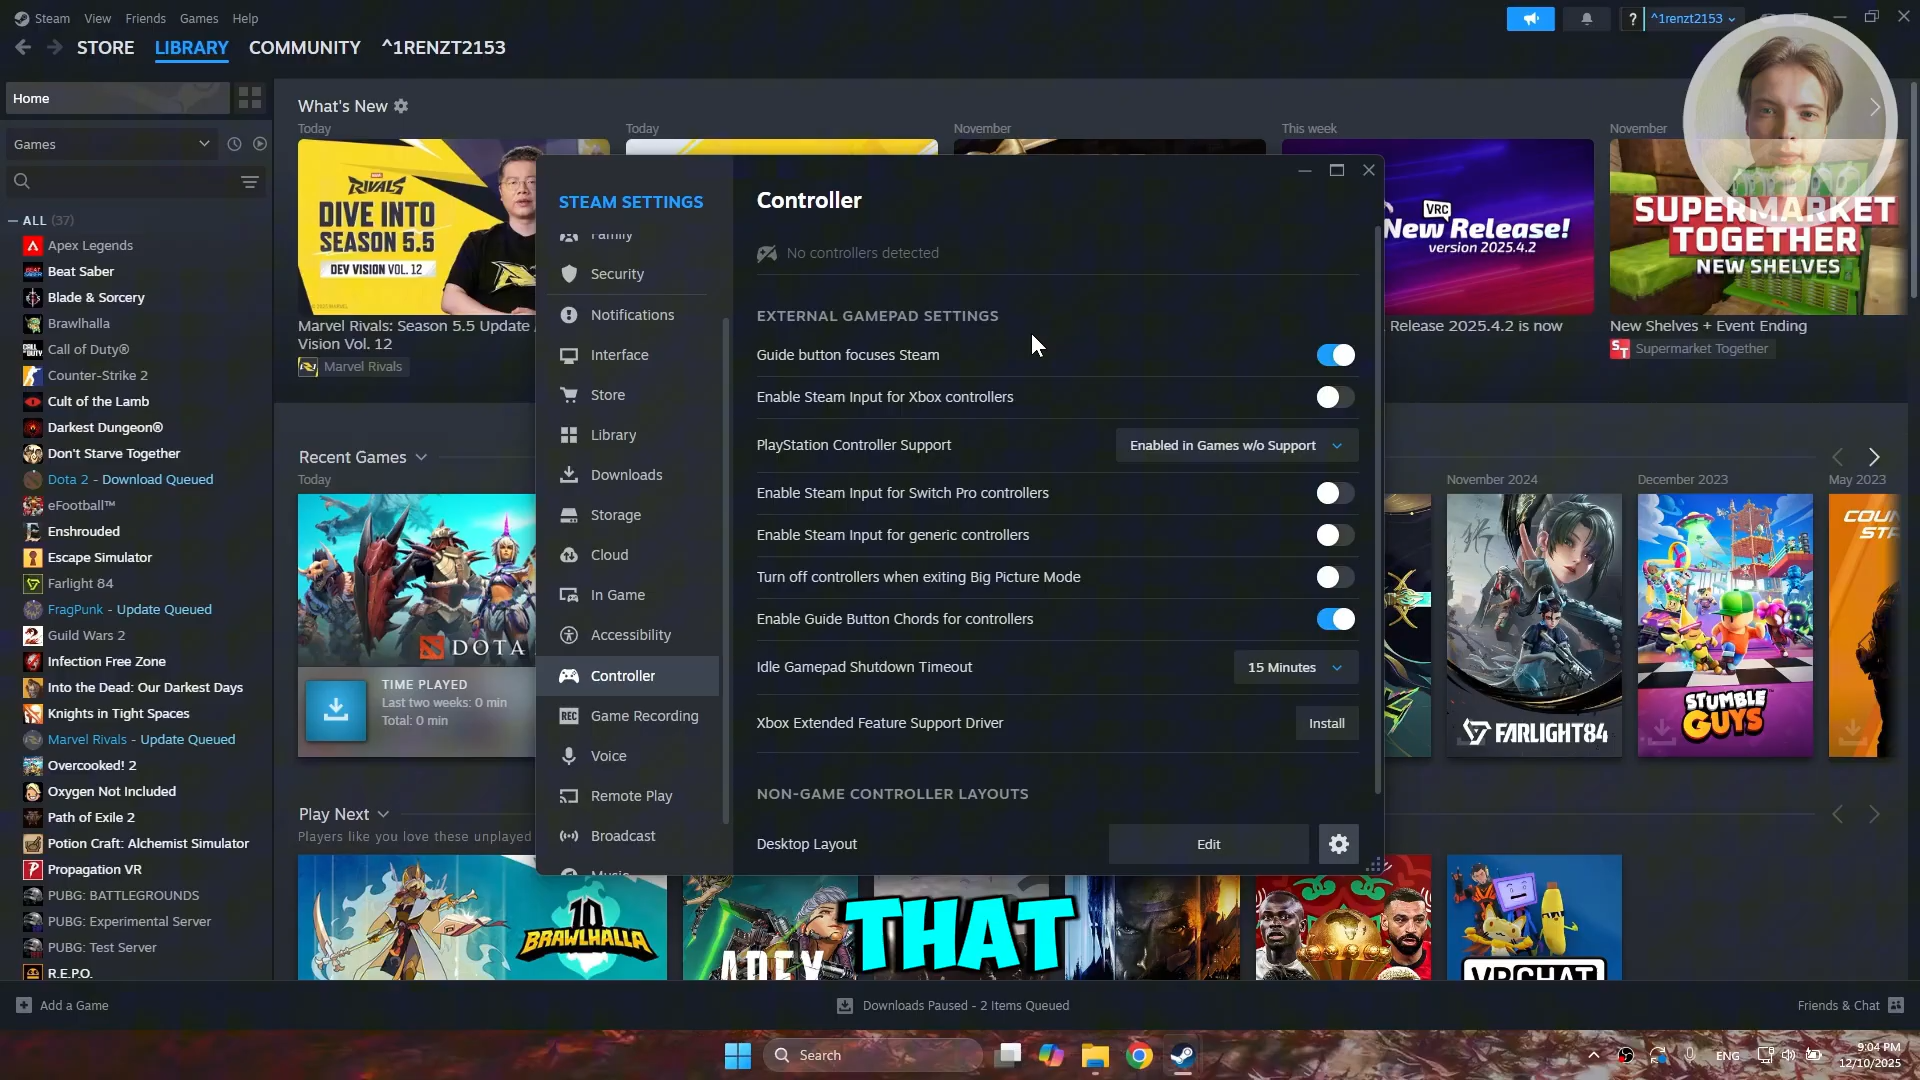 Steam View Friends Games Help
? ^1renzt2153
STORE LIBRARY COMMUNITY ^1RENZT2153
Home
Games
ALL (37)
Apex Legends
Beat Saber
Blade & Sorcery
Brawlhalla
Call of Duty®
Counter-Strike 2
Cult of the Lamb
Darkest Dungeon®
Don't Starve Together
Dota 2 - Download Queued
eFootball™
Enshrouded
Escape Simulator
Farlight 84
FragPunk - Update Queued
Guild Wars 2
Infection Free Zone
Into the Dead: Our Darkest Days
Knights in Tight Spaces
Marvel Rivals - Update Queued
Overcooked! 2
Oxygen Not Included
Path of Exile 2
Potion Craft: Alchemist Simulator
Propagation VR
PUBG: BATTLEGROUNDS
PUBG: Experimental Server
PUBG: Test Server
R.E.P.O.
What's New
Today
Today
November
This week
November
RIVALS
DIVE INTO
SEASON 5.5
DEV VISION VOL. 12
Marvel Rivals: Season 5.5 Update
Vision Vol. 12
Marvel Rivals
VRC
New Release!
version 2025.4.2
Release 2025.4.2 is now
SUPERMARKET
TOGETHER
NEW SHELVES
New Shelves + Event Ending
Supermarket Together
Recent Games
Today
November 2024
December 2023
May 2023
DOTA
TIME PLAYED
Last two weeks: 0 min
Total: 0 min
FARLIGHT84
STUMBLE
GUYS
Play Next
Players like you love these unplayed
10
BRAWLHALLA
APEX
VRCHAT
STEAM SETTINGS
Family
Security
Notifications
Interface
Store
Library
Downloads
Storage
Cloud
In Game
Accessibility
Controller
REC Game Recording
Voice
Remote Play
Broadcast
Music
Controller
No controllers detected
EXTERNAL GAMEPAD SETTINGS
Guide button focuses Steam
Enable Steam Input for Xbox controllers
PlayStation Controller Support Enabled in Games w/o Support
Enable Steam Input for Switch Pro controllers
Enable Steam Input for generic controllers
Turn off controllers when exiting Big Picture Mode
Enable Guide Button Chords for controllers
Idle Gamepad Shutdown Timeout 15 Minutes
Xbox Extended Feature Support Driver Install
NON-GAME CONTROLLER LAYOUTS
Desktop Layout Edit
THAT
Add a Game
Downloads Paused - 2 Items Queued
Friends & Chat
Search
ENG
9:04 PM
12/10/2025